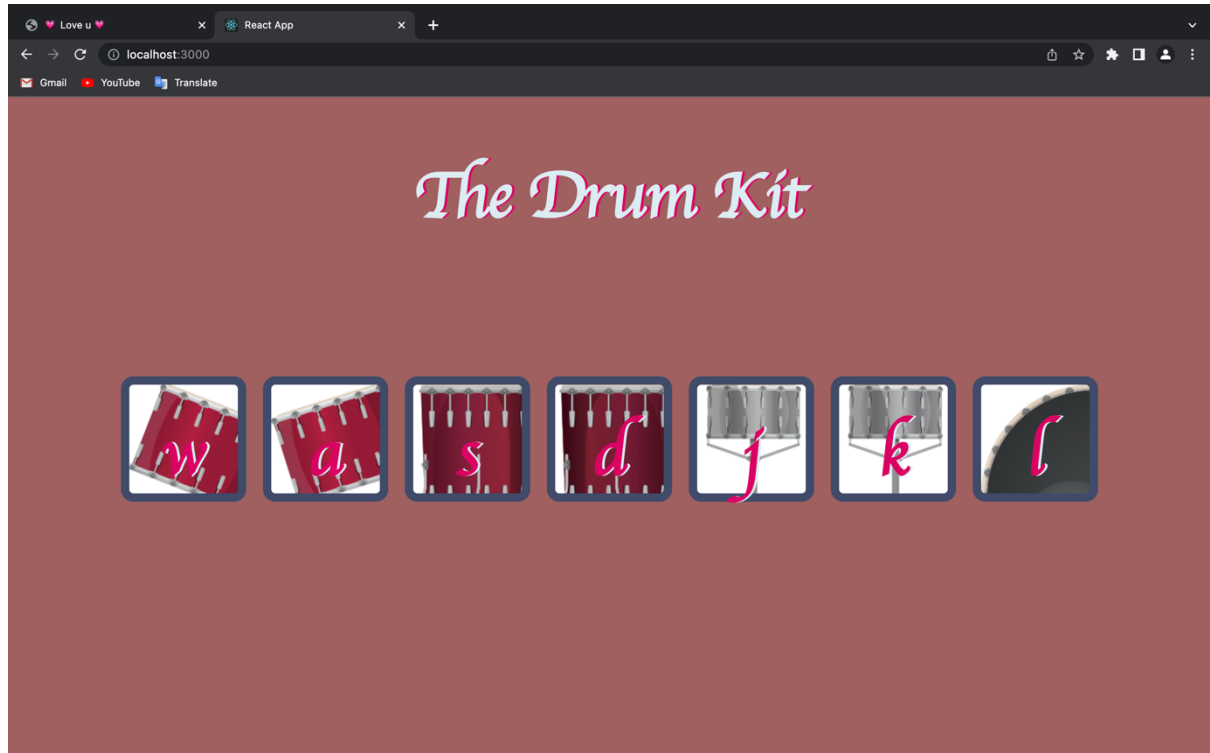 Love u
React App
localhost:3000
Gmail YouTube Translate
The Drum Kit
w a s d j k l